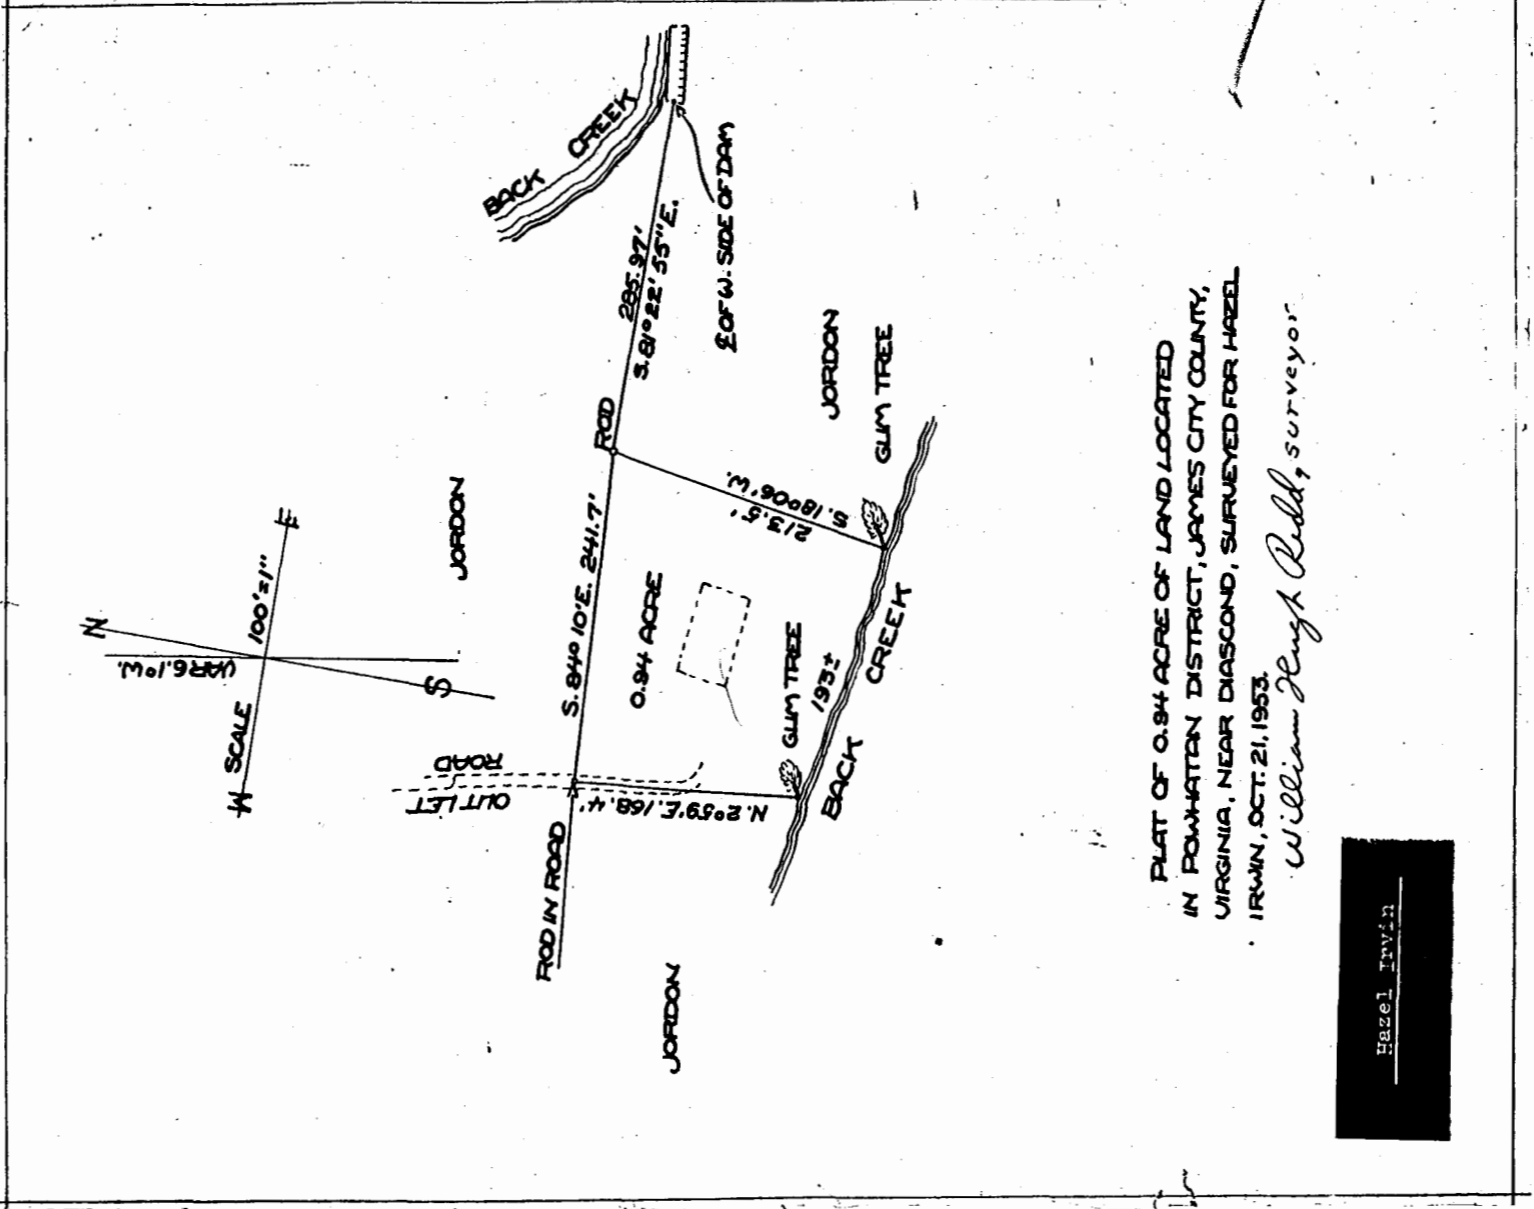 N
VAR 6.1° W.
W SCALE 100'=1" E
S
JORDON
BACK CREEK
OUTLET ROAD
ROD IN ROAD
S. 84° 10' E. 241.7'
ROD
285.97'
S. 81° 22' 55" E.
℄ OF W. SIDE OF DAM
0.94 ACRE
N. 2° 59' E. 168.4'
S. 18° 06' W.
213.5'
GUM TREE
GUM TREE
193±
BACK CREEK
JORDON
JORDON
PLAT OF 0.94 ACRE OF LAND LOCATED
IN POWHATAN DISTRICT, JAMES CITY COUNTY,
VIRGINIA, NEAR DIASCOND, SURVEYED FOR HAZEL
IRWIN, OCT. 21, 1953.
William Hugh Redd, surveyor
Hazel Irvin